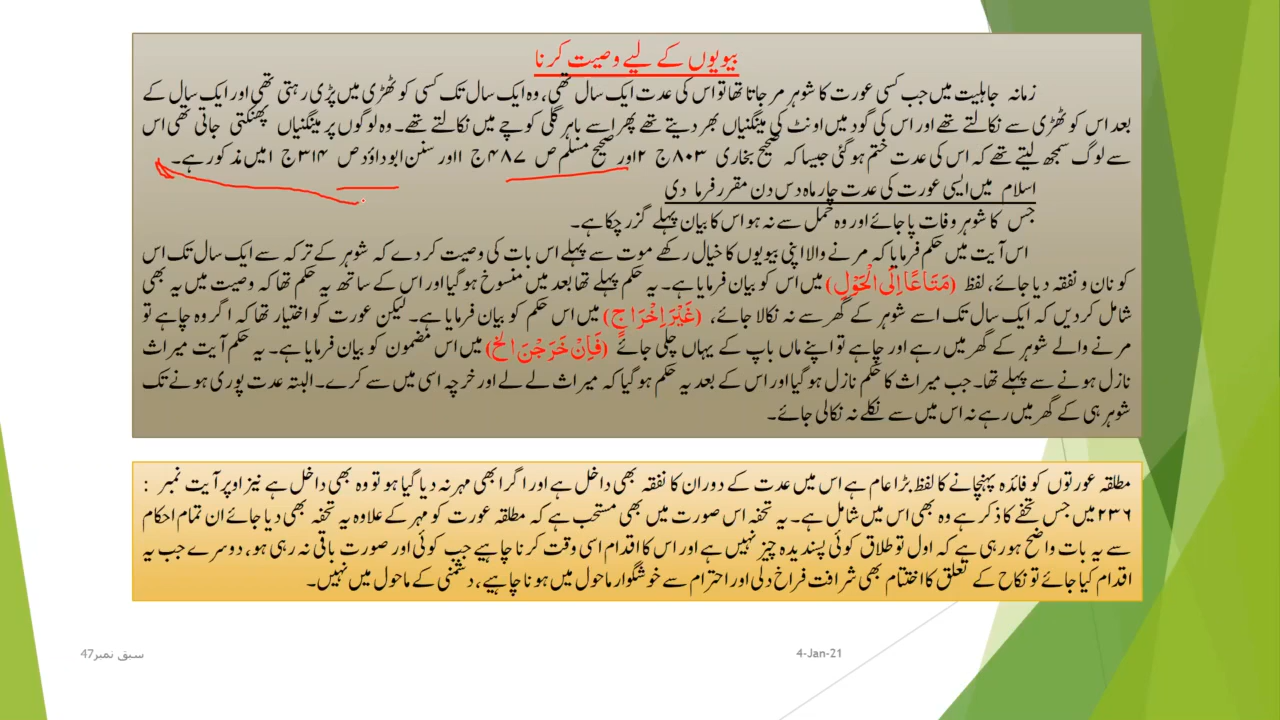 بیویوں کے لیے وصیت کرنا
زمانہ جاہلیت میں جب کسی عورت کا شوہر مر جاتا تھا تو اس کی عدت ایک سال تھی، وہ ایک سال تک کسی کوٹھڑی میں پڑی رہتی تھی اور ایک سال کے
بعد اس کو ٹھڑی سے نکالتے تھے اور اس کی گود میں اونٹ کی مینگنیاں بھر دیتے تھے پھر اسے باہر گلی کوچے میں نکالتے تھے۔ وہ لوگوں پر مینگنیاں پھنکتی جاتی تھی اس
سے لوگ سمجھ لیتے تھے کہ اس کی عدت ختم ہو گئی جیسا کہ صحیح بخاری ۸۰۳ ج ۲ اور صحیح مسلم ص ۴۸۷ ج ۱ اور سنن ابو داؤد ص ۳۱۴ ج ۱ میں مذکور ہے۔
اسلام میں ایسی عورت کی عدت چار ماہ دس دن مقرر فرما دی
جس کا شوہر وفات پا جائے اور وہ حمل سے نہ ہو اس کا بیان پہلے گزر چکا ہے۔
اس آیت میں حکم فرمایا کہ مرنے والا اپنی بیویوں کا خیال رکھے موت سے پہلے اس بات کی وصیت کر دے کہ شوہر کے ترکہ سے ایک سال تک اس
کو نان و نفقہ دیا جائے، لفظ (مَتَاعًا اِلَی الْحَوْلِ) میں اس کو بیان فرمایا ہے۔ یہ حکم پہلے تھا بعد میں منسوخ ہو گیا اور اس کے ساتھ یہ حکم تھا کہ وصیت میں یہ بھی
شامل کر دیں کہ ایک سال تک اسے شوہر کے گھر سے نہ نکالا جائے، (غَیْرَ اِخْرَاجٍ) میں اس حکم کو بیان فرمایا ہے۔ لیکن عورت کو اختیار تھا کہ اگر وہ چاہے تو
مرنے والے شوہر کے گھر میں رہے اور چاہے تو اپنے ماں باپ کے یہاں چلی جائے (فَاِنْ خَرَجْنَ الخ) میں اس مضمون کو بیان فرمایا ہے۔ یہ حکم آیت میراث
نازل ہونے سے پہلے تھا۔ جب میراث کا حکم نازل ہو گیا اور اس کے بعد یہ حکم ہو گیا کہ میراث لے لے اور خرچہ اسی میں سے کرے۔ البتہ عدت پوری ہونے تک
شوہر ہی کے گھر میں رہے نہ اس میں سے نکلے نہ نکالی جائے۔
مطلقہ عورتوں کو فائدہ پہنچانے کا لفظ بڑا عام ہے اس میں عدت کے دوران کا نفقہ بھی داخل ہے اور اگر ابھی مہر نہ دیا گیا ہو تو وہ بھی داخل ہے نیز اوپر آیت نمبر :
۲۳۶ میں جس تحفے کا ذکر ہے وہ بھی اس میں شامل ہے۔ یہ تحفہ اس صورت میں بھی مستحب ہے کہ مطلقہ عورت کو مہر کے علاوہ یہ تحفہ بھی دیا جائے ان تمام احکام
سے یہ بات واضح ہو رہی ہے کہ اول تو طلاق کوئی پسندیدہ چیز نہیں ہے اور اس کا اقدام اسی وقت کرنا چاہیے جب کوئی اور صورت باقی نہ رہی ہو، دوسرے جب یہ
اقدام کیا جائے تو نکاح کے تعلق کا اختتام بھی شرافت فراخ دلی اور احترام سے خوشگوار ماحول میں ہونا چاہیے، دشمنی کے ماحول میں نہیں۔
4-Jan-21
سبق نمبر47